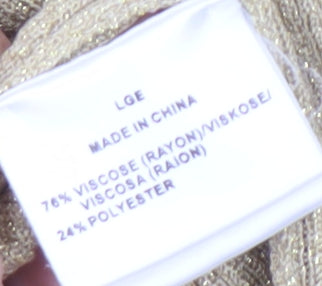 LGE
MADE IN CHINA
76% VISCOSE (RAYON)/VISKOSE/
VISCOSA (RAION)
24% POLYESTER